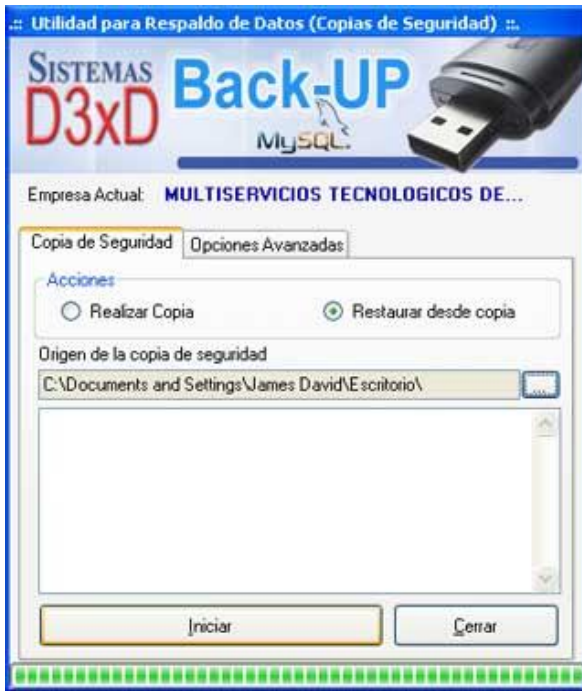 .:: Utilidad para Respaldo de Datos (Copias de Seguridad) ::.
SISTEMAS
D3xD
Back-UP
MySQL.
Empresa Actual: MULTISERVICIOS TECNOLOGICOS DE...
Copia de Seguridad
Opciones Avanzadas
Acciones
Realizar Copia
Restaurar desde copia
Origen de la copia de seguridad
C:\Documents and Settings\James David\Escritorio\
...
Iniciar
Cerrar